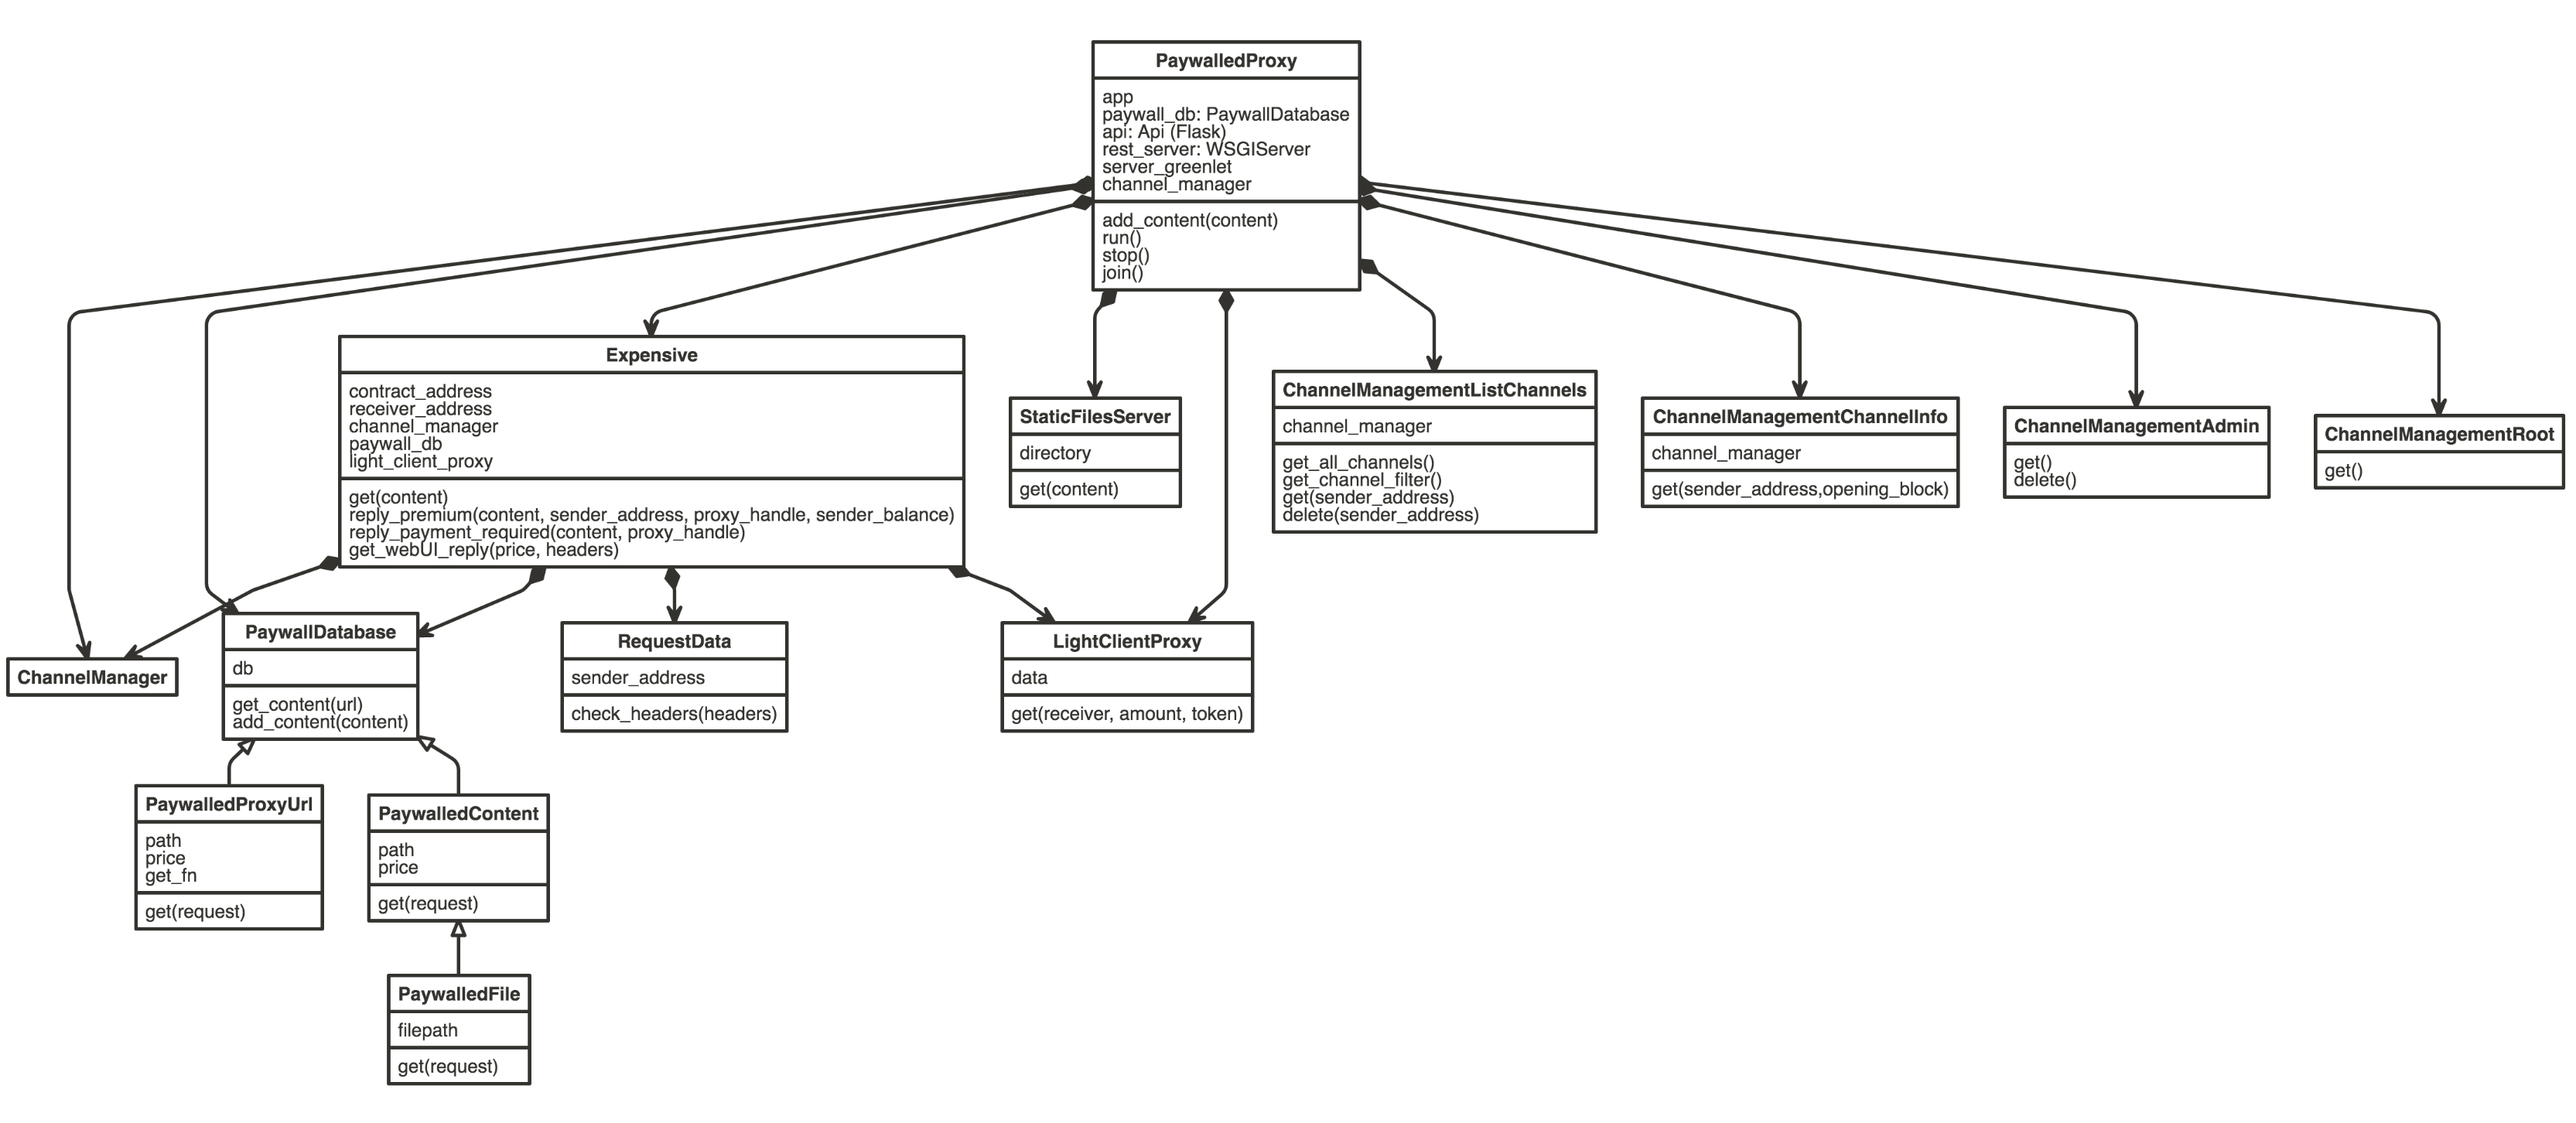 PaywalledProxy
app
paywall_db: PaywallDatabase
api: Api (Flask)
rest_server: WSGIServer
server_greenlet
channel_manager
add_content(content)
run()
stop()
join()
Expensive
contract_address
receiver_address
channel_manager
paywall_db
light_client_proxy
get(content)
reply_premium(content, sender_address, proxy_handle, sender_balance)
reply_payment_required(content, proxy_handle)
get_webUI_reply(price, headers)
StaticFilesServer
directory
get(content)
ChannelManagementListChannels
channel_manager
get_all_channels()
get_channel_filter()
get(sender_address)
delete(sender_address)
ChannelManagementChannelInfo
channel_manager
get(sender_address,opening_block)
ChannelManagementAdmin
get()
delete()
ChannelManagementRoot
get()
ChannelManager
PaywallDatabase
db
get_content(url)
add_content(content)
RequestData
sender_address
check_headers(headers)
LightClientProxy
data
get(receiver, amount, token)
PaywalledProxyUrl
path
price
get_fn
get(request)
PaywalledContent
path
price
get(request)
PaywalledFile
filepath
get(request)